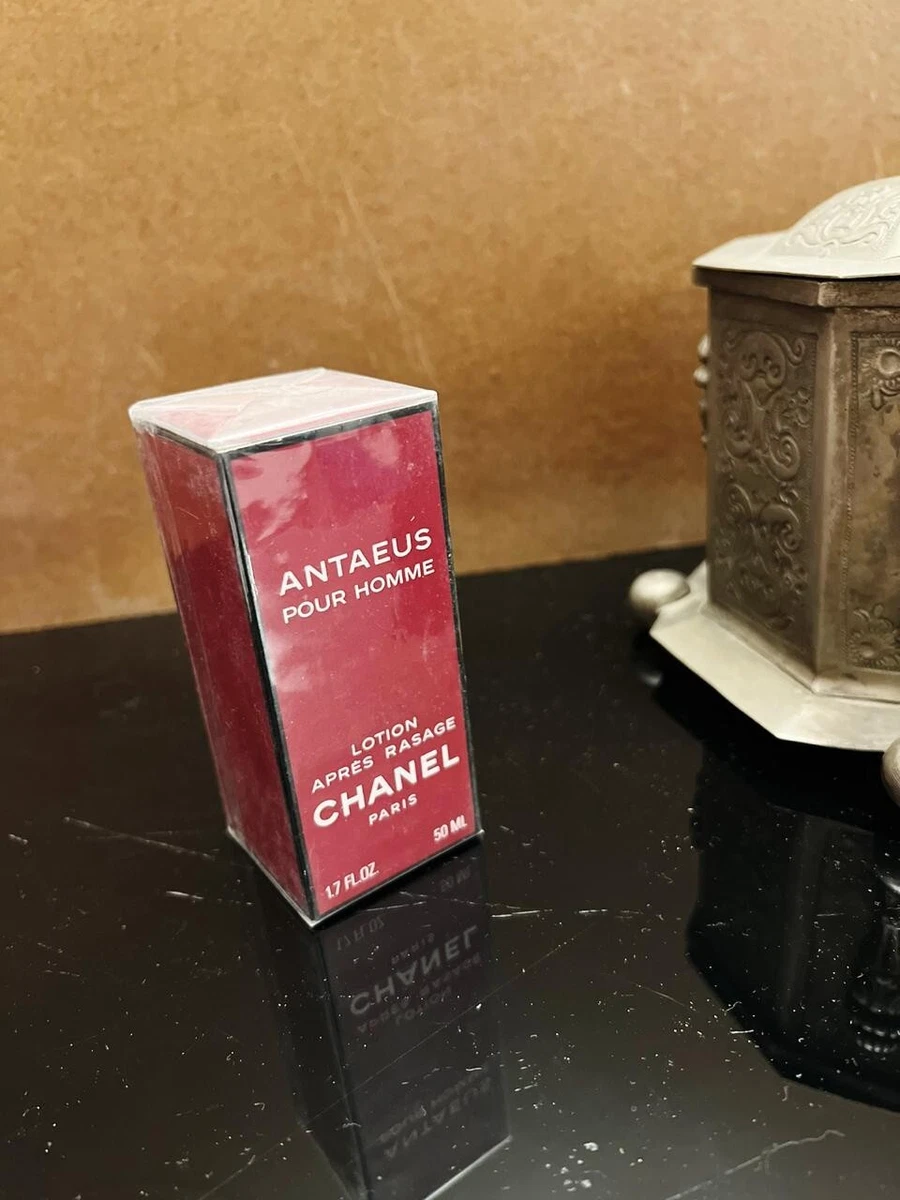 ANTAEUS
POUR HOMME
LOTION
APRÈS RASAGE
CHANEL
PARIS
1.7 FL.OZ. 50 ML